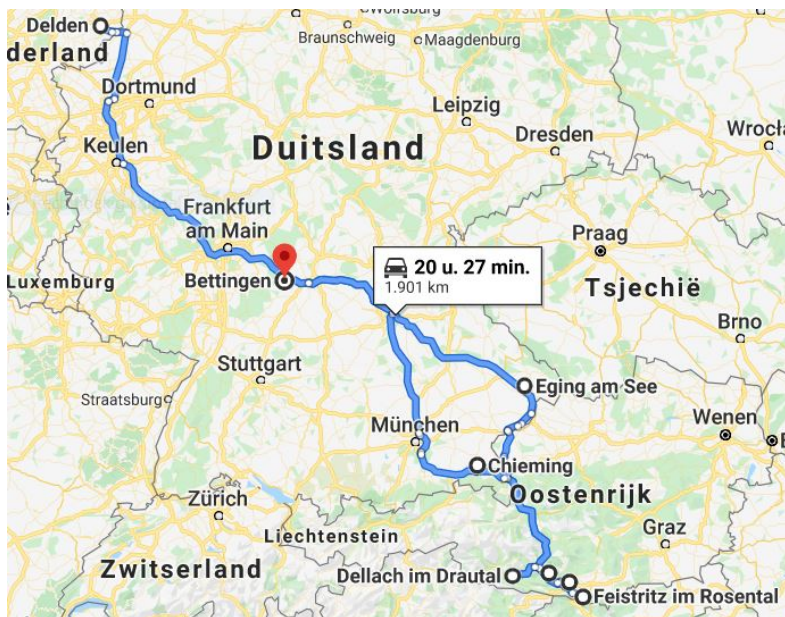 Wolfsburg
Delden
Braunschweig
Maagdenburg
derland
Dortmund
Leipzig
Keulen
Duitsland
Dresden
Wrocła
Frankfurt
am Main
Praag
20 u. 27 min.
1.901 km
Luxemburg
Bettingen
Tsjechië
Brno
Stuttgart
Straatsburg
Eging am See
München
Wenen
Chieming
Oostenrijk
Zürich
Liechtenstein
Graz
Zwitserland
Dellach im Drautal
Feistritz im Rosental